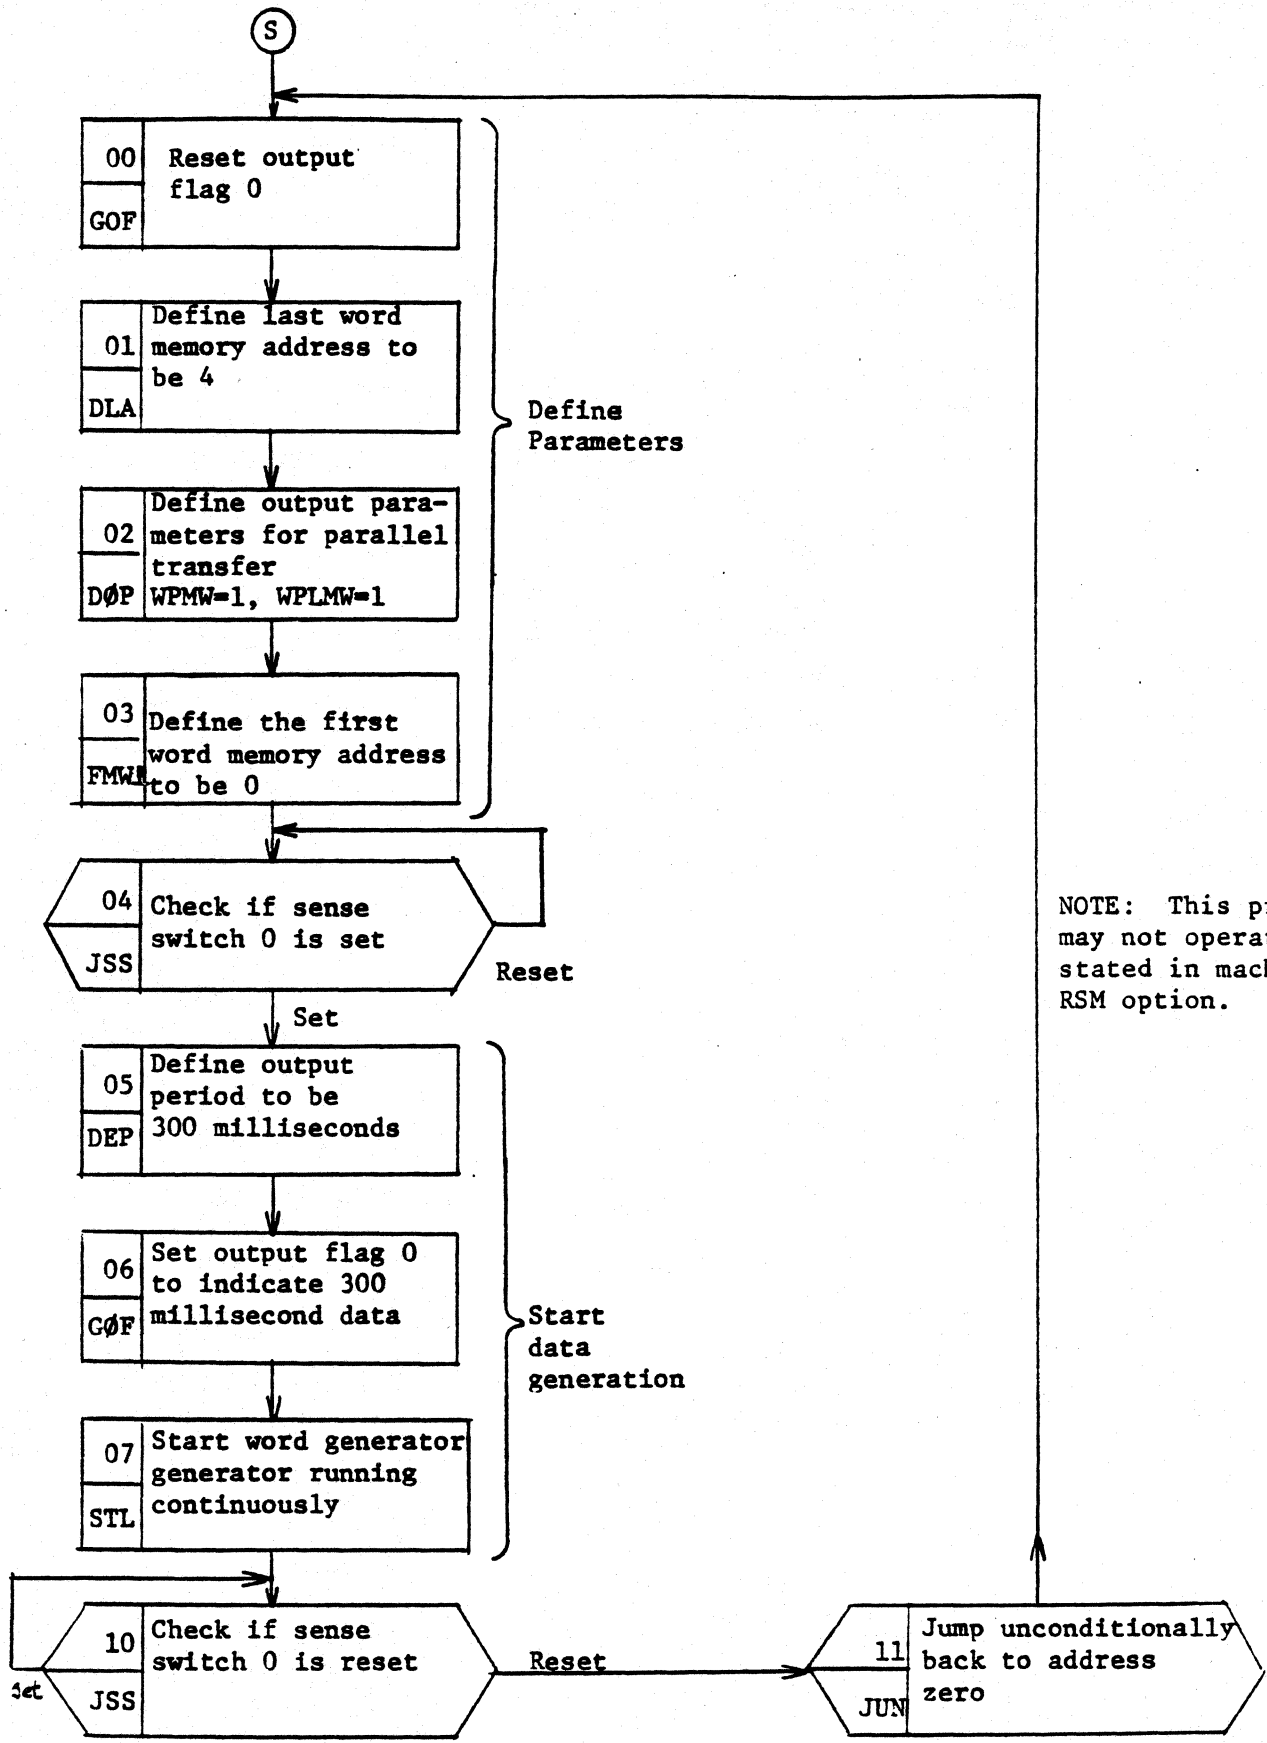 S
00
Reset output
flag 0
GOF
01
Define last word
memory address to
be 4
DLA
02
Define output para-
meters for parallel
transfer
WPMW=1, WPLMW=1
DØP
Define
Parameters
03
Define the first
word memory address
to be 0
04
Check if sense
switch 0 is set
JSS
Reset
Set
NOTE: This
may not
stated in
RSM option.
05
Define output
period to be
300 milliseconds
DEP
06
Set output flag 0
to indicate 300
millisecond data
GØF
Start
data
generation
07
Start word generator
generator running
continuously
STL
10
Check if sense
switch 0 is reset
JSS
Set
Reset
11
Jump unconditionally
back to address
zero
JUN